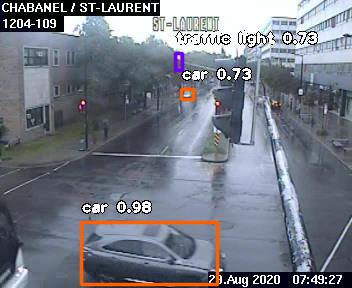 CHABANEL / ST-LAURENT
1204-109
ST-LAURENT
traffic light 0.73
car 0.73
car 0.98
28.Aug 2020 07:49:27